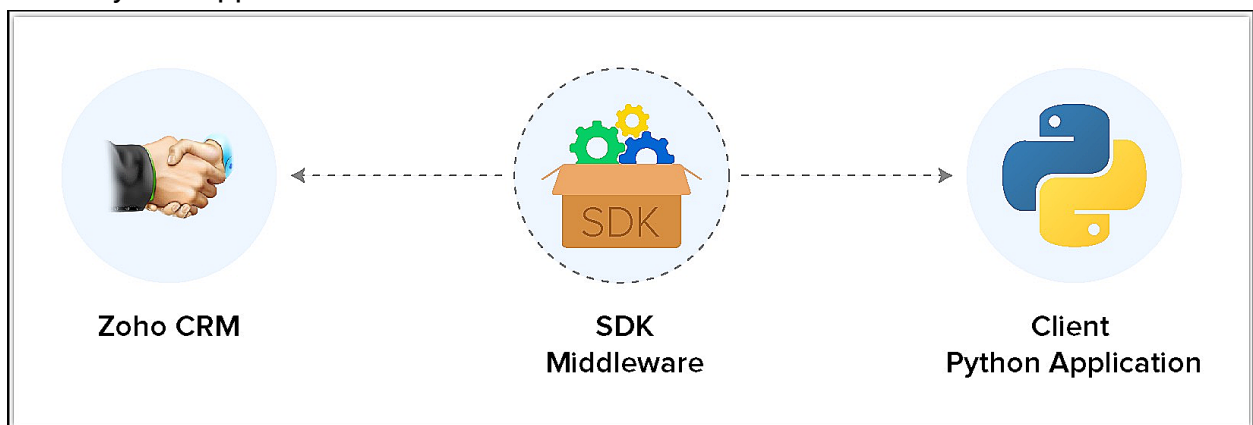 SDK
Zoho CRM
SDK
Middleware
Client
Python Application